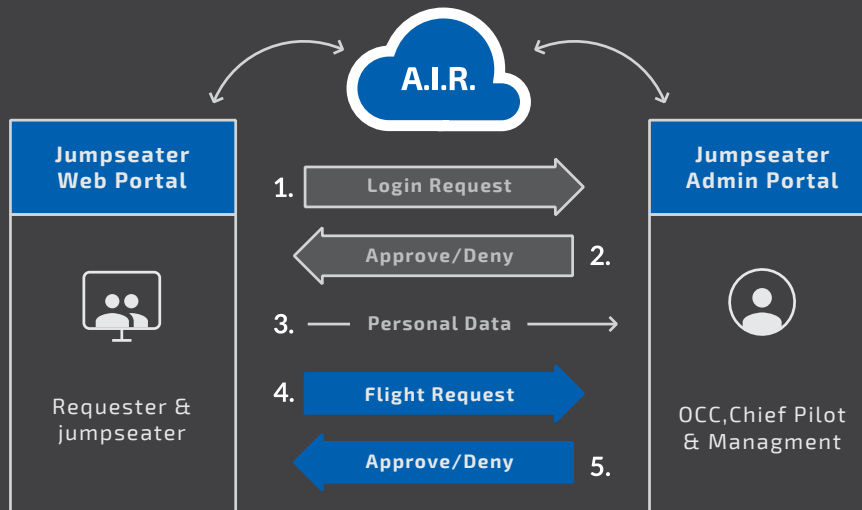 A.I.R.
Jumpseater
Web Portal
Requester &
jumpseater
1. Login Request
Approve/Deny 2.
3. Personal Data
4. Flight Request
Approve/Deny 5.
Jumpseater
Admin Portal
OCC,Chief Pilot
& Managment